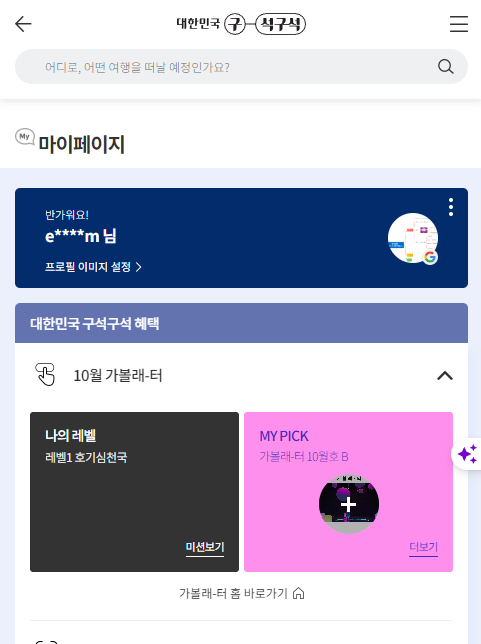 대한민국 구석구석
어디로, 어떤 여행을 떠날 예정인가요?
My 마이페이지
반가워요!
e****m 님
프로필 이미지 설정
대한민국 구석구석 혜택
10월 가볼래-터
나의 레벨
레벨1 호기심천국
미션보기
MY PICK
가볼래-터 10월호 B
더보기
가볼래-터 홈 바로가기